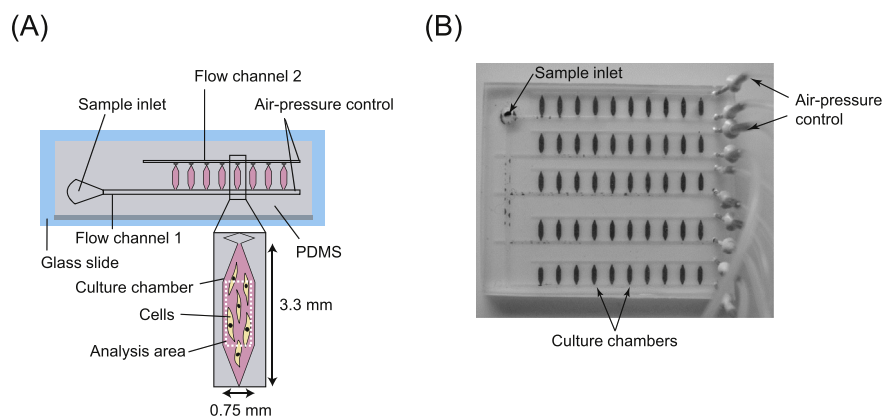 (A)
Flow channel 2
Sample inlet
Air-pressure control
Flow channel 1
PDMS
Glass slide
Culture chamber
3.3 mm
Cells
Analysis area
0.75 mm
(B)
Sample inlet
Air-pressure
control
Culture chambers